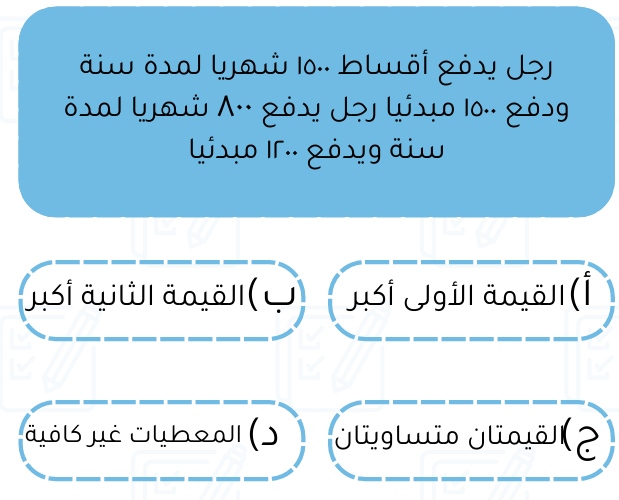 رجل يدفع أقساط ١٥٠٠ شهريا لمدة سنة
ودفع ١٥٠٠ مبدئيا رجل يدفع ٨٠٠ شهريا لمدة
سنة ويدفع ١٢٠٠ مبدئيا
أ) القيمة الأولى أكبر
ب) القيمة الثانية أكبر
ج) القيمتان متساويتان
د) المعطيات غير كافية